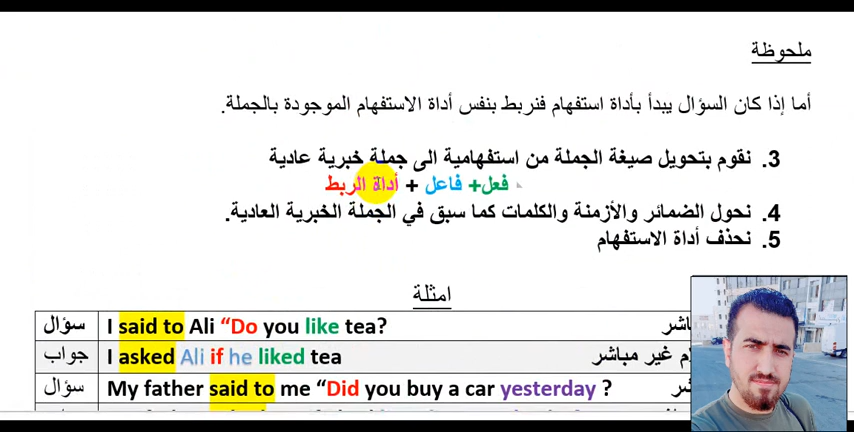 ملحوظة
أما إذا كان السؤال يبدأ بأداة استفهام فنربط بنفس أداة الاستفهام الموجودة بالجملة.
3. نقوم بتحويل صيغة الجملة من استفهامية الى جملة خبرية عادية
أداة الربط + فاعل +فعل
4. نحول الضمائر والأزمنة والكلمات كما سبق في الجملة الخبرية العادية.
5. نحذف أداة الاستفهام
امثلة
سؤال I said to Ali “Do you like tea?
جواب I asked Ali if he liked tea غير مباشر
سؤال My father said to me “Did you buy a car yesterday ?